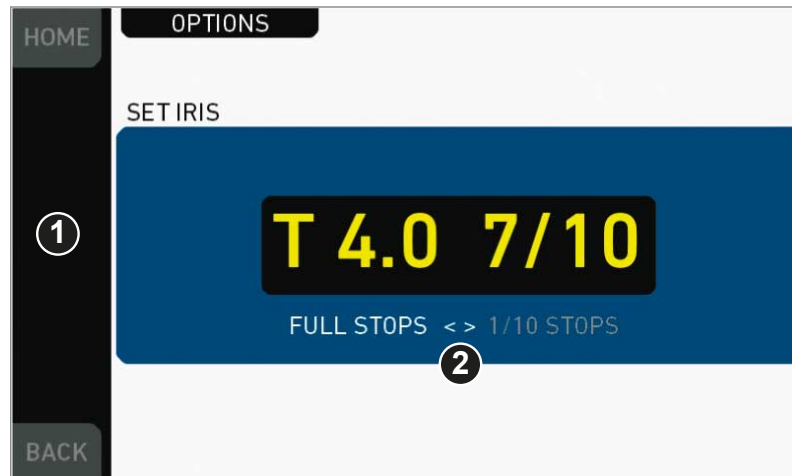 HOME
OPTIONS
SET IRIS
1
T 4.0 7/10
FULL STOPS < > 1/10 STOPS
2
BACK